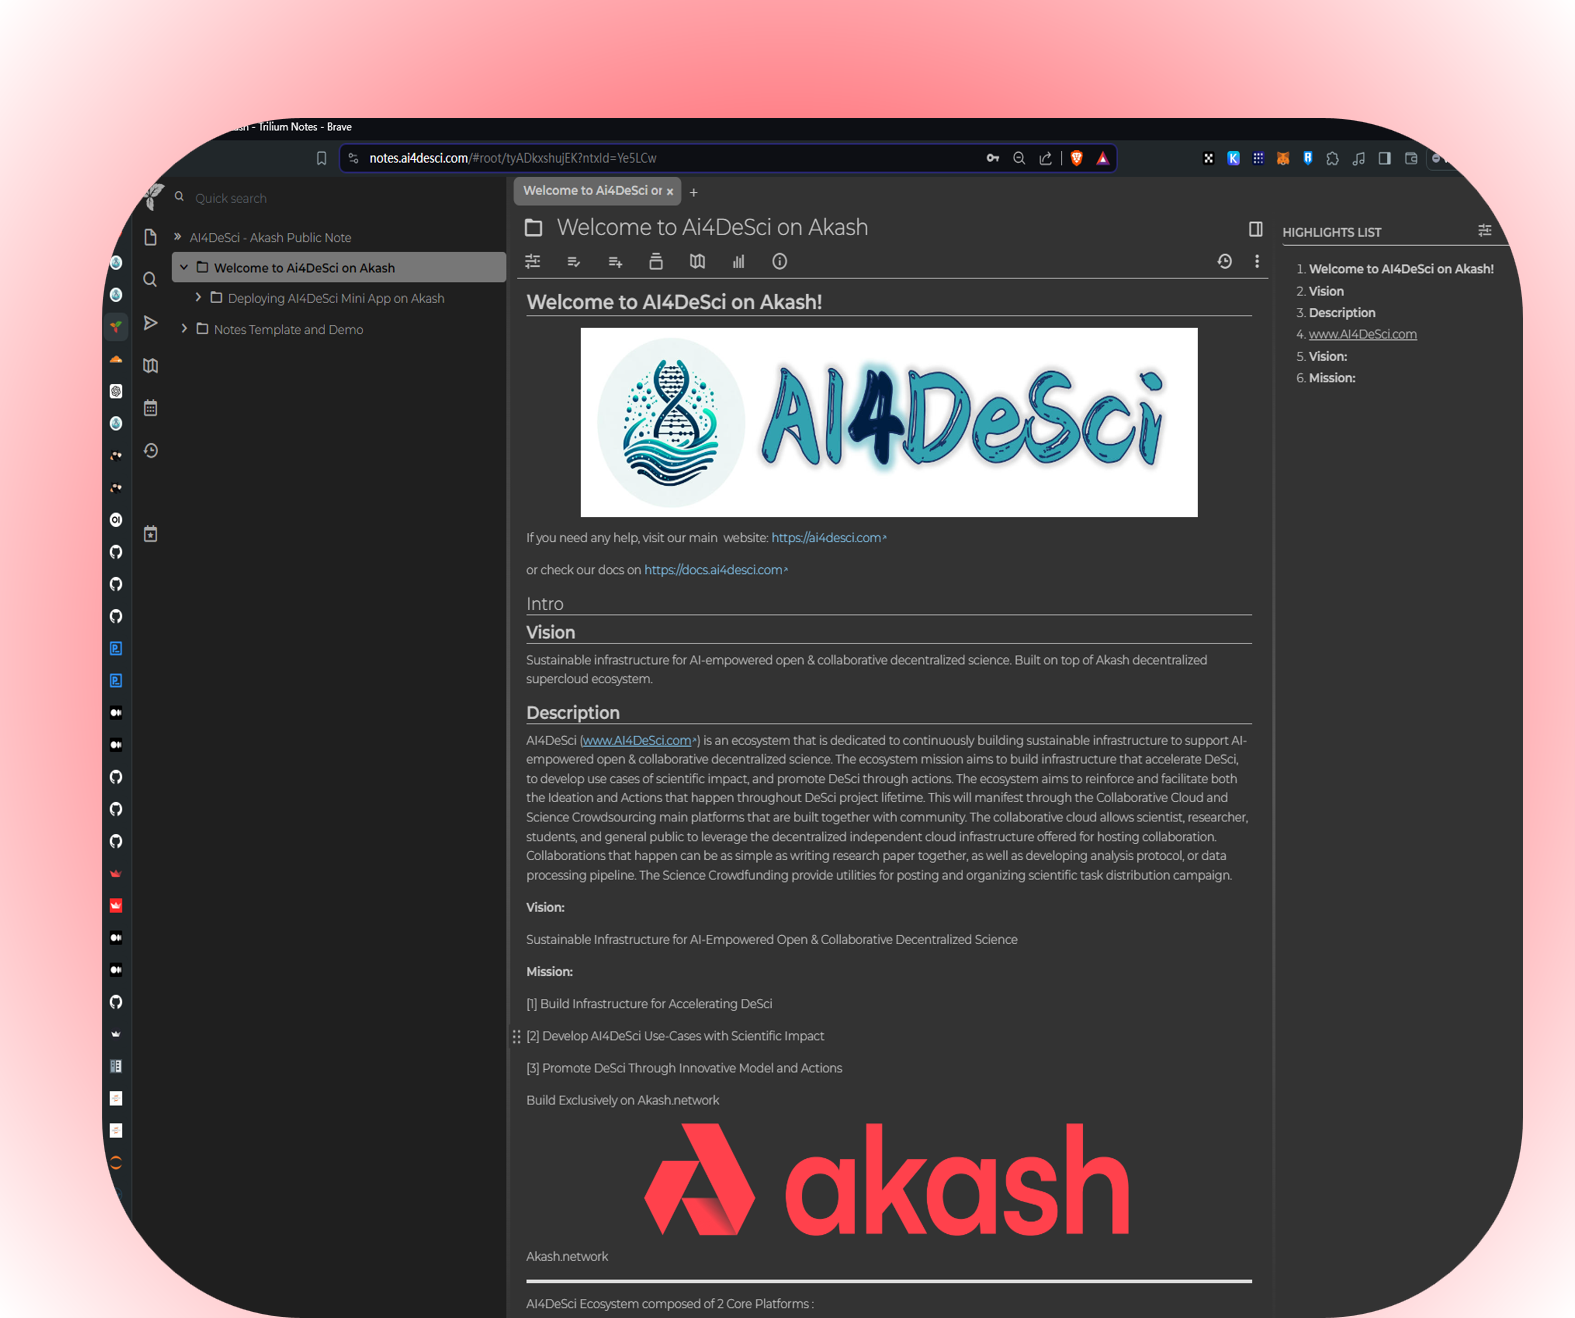 - Trilium Notes - Brave
notes.ai4desci.com/#root/tyADkxshujEK?ntxId=Ye5LCw
Quick search
AI4DeSci - Akash Public Note
Welcome to Ai4DeSci on Akash
Deploying AI4DeSci Mini App on Akash
Notes Template and Demo
Welcome to Ai4DeSci or x +
Welcome to Ai4DeSci on Akash
Welcome to AI4DeSci on Akash!
AI4DeSci
If you need any help, visit our main website: https://ai4desci.com
or check our docs on https://docs.ai4desci.com
Intro
Vision
Sustainable infrastructure for AI-empowered open & collaborative decentralized science. Built on top of Akash decentralized
supercloud ecosystem.
Description
AI4DeSci (www.AI4DeSci.com) is an ecosystem that is dedicated to continuously building sustainable infrastructure to support AI-
empowered open & collaborative decentralized science. The ecosystem mission aims to build infrastructure that accelerate DeSci,
to develop use cases of scientific impact, and promote DeSci through actions. The ecosystem aims to reinforce and facilitate both
the Ideation and Actions that happen throughout DeSci project lifetime. This will manifest through the Collaborative Cloud and
Science Crowdsourcing main platforms that are built together with community. The collaborative cloud allows scientist, researcher,
students, and general public to leverage the decentralized independent cloud infrastructure offered for hosting collaboration.
Collaborations that happen can be as simple as writing research paper together, as well as developing analysis protocol, or data
processing pipeline. The Science Crowdfunding provide utilities for posting and organizing scientific task distribution campaign.
Vision:
Sustainable Infrastructure for AI-Empowered Open & Collaborative Decentralized Science
Mission:
[1] Build Infrastructure for Accelerating DeSci
[2] Develop AI4DeSci Use-Cases with Scientific Impact
[3] Promote DeSci Through Innovative Model and Actions
Build Exclusively on Akash.network
akash
Akash.network
AI4DeSci Ecosystem composed of 2 Core Platforms :
HIGHLIGHTS LIST
1. Welcome to AI4DeSci on Akash!
2. Vision
3. Description
4. www.AI4DeSci.com
5. Vision:
6. Mission: